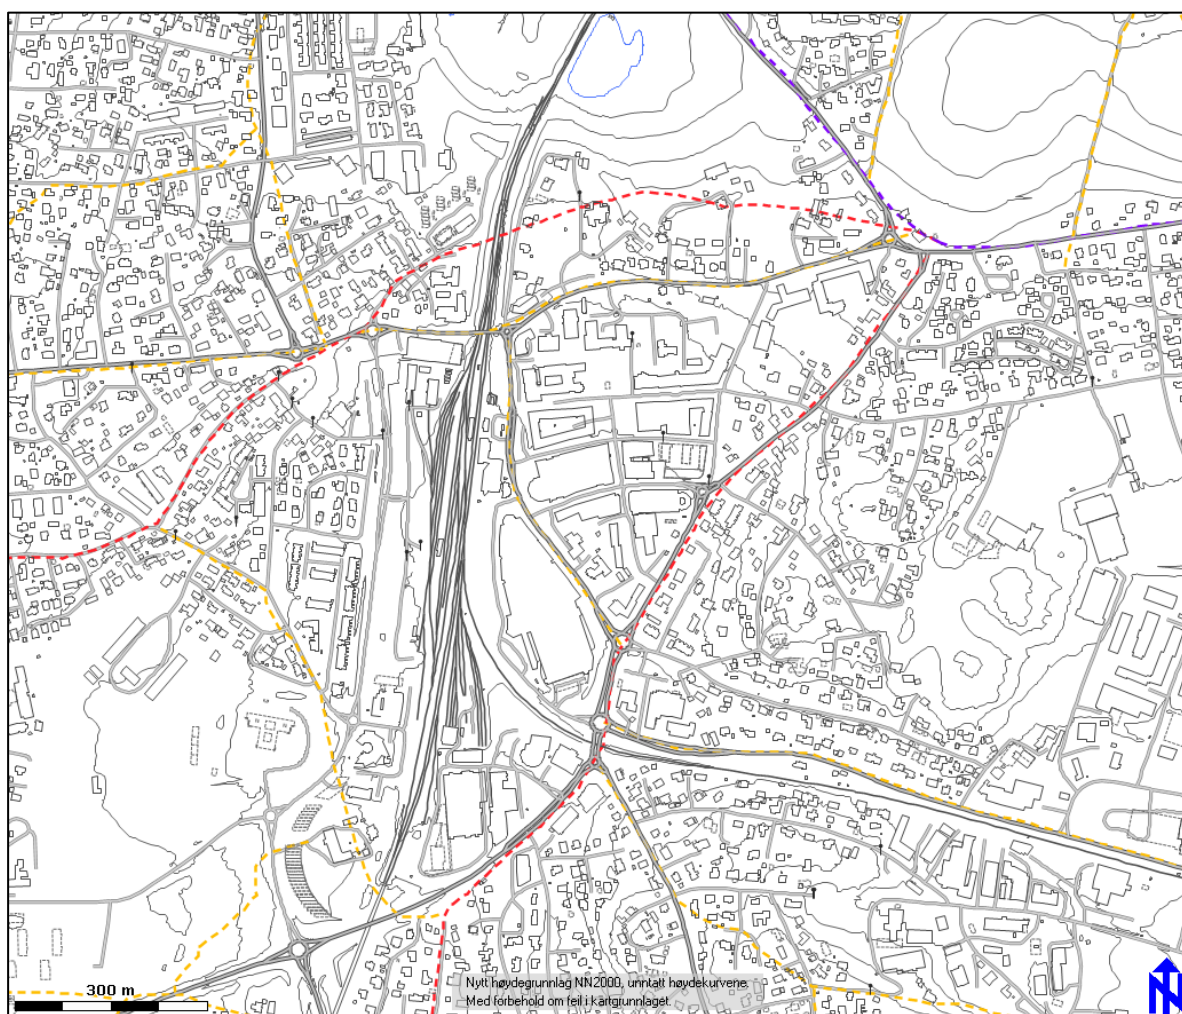 300 m
Nytt høydegrunnlag NN2000, unntatt høydekurvene.
Med forbehold om feil i kartgrunnlaget.
N